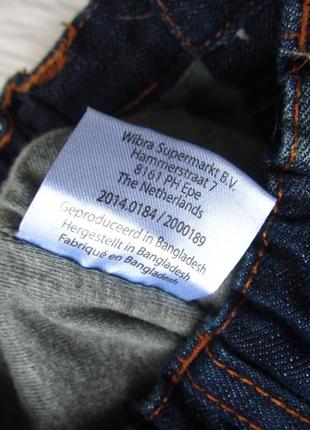 Wibra Supermarkt B.V.
Hammerstraat 7
8161 PH Epe
The Netherlands
2014.0184 / 2000189
Geproduceerd in Bangladesh
Hergestellt in Bangladesh
Fabriqué en Bangladesh